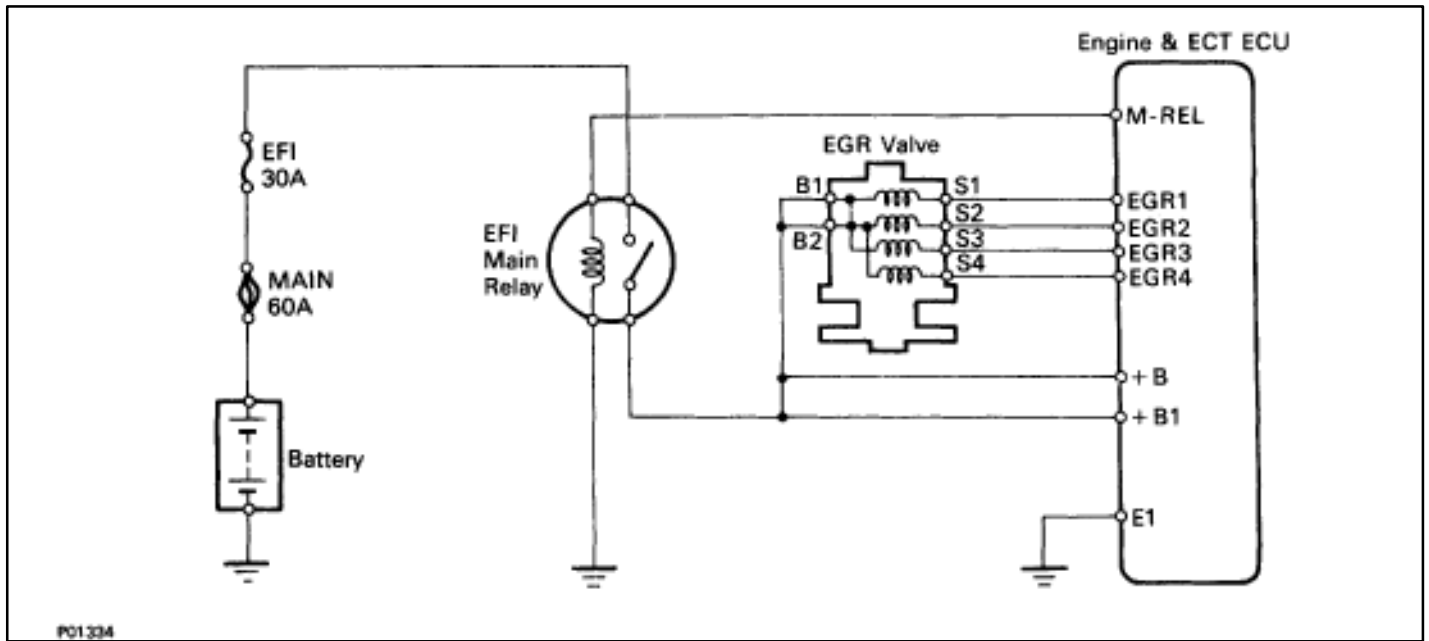 Engine & ECT ECU
M-REL
EFI
30A
EGR Valve
B1
S1
EGR1
S2
EGR2
B2
S3
EGR3
S4
EGR4
EFI
Main
Relay
MAIN
60A
+B
+B1
Battery
E1
P01334